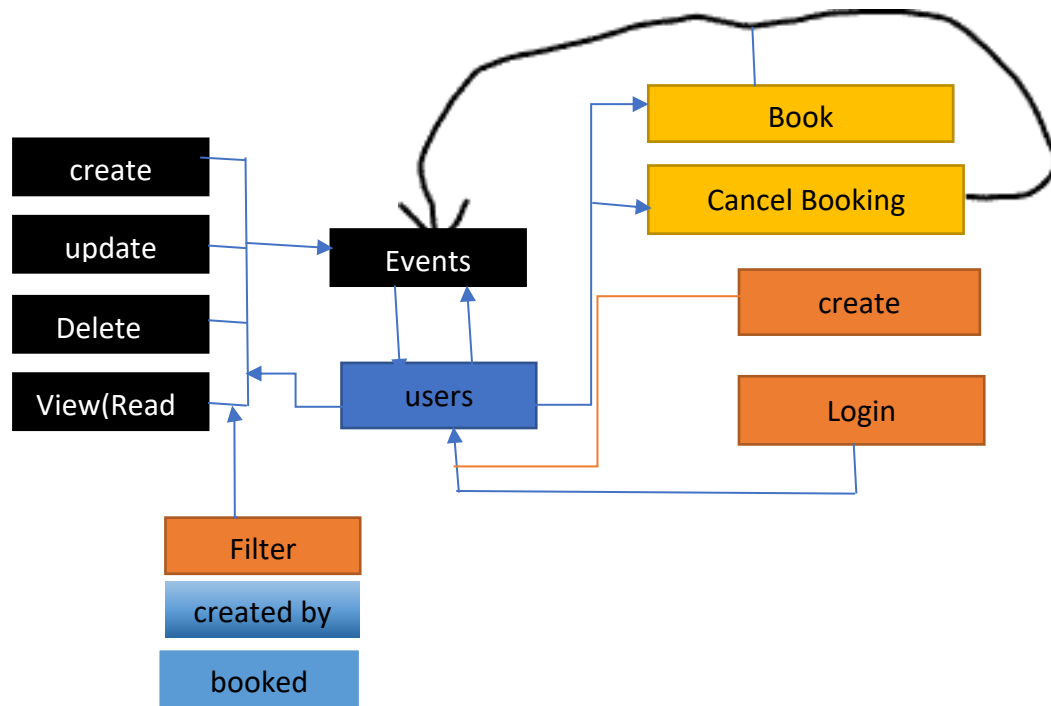 Book
create
Cancel Booking
update
Events
create
Delete
View(Read
users
Login
Filter
created by
booked